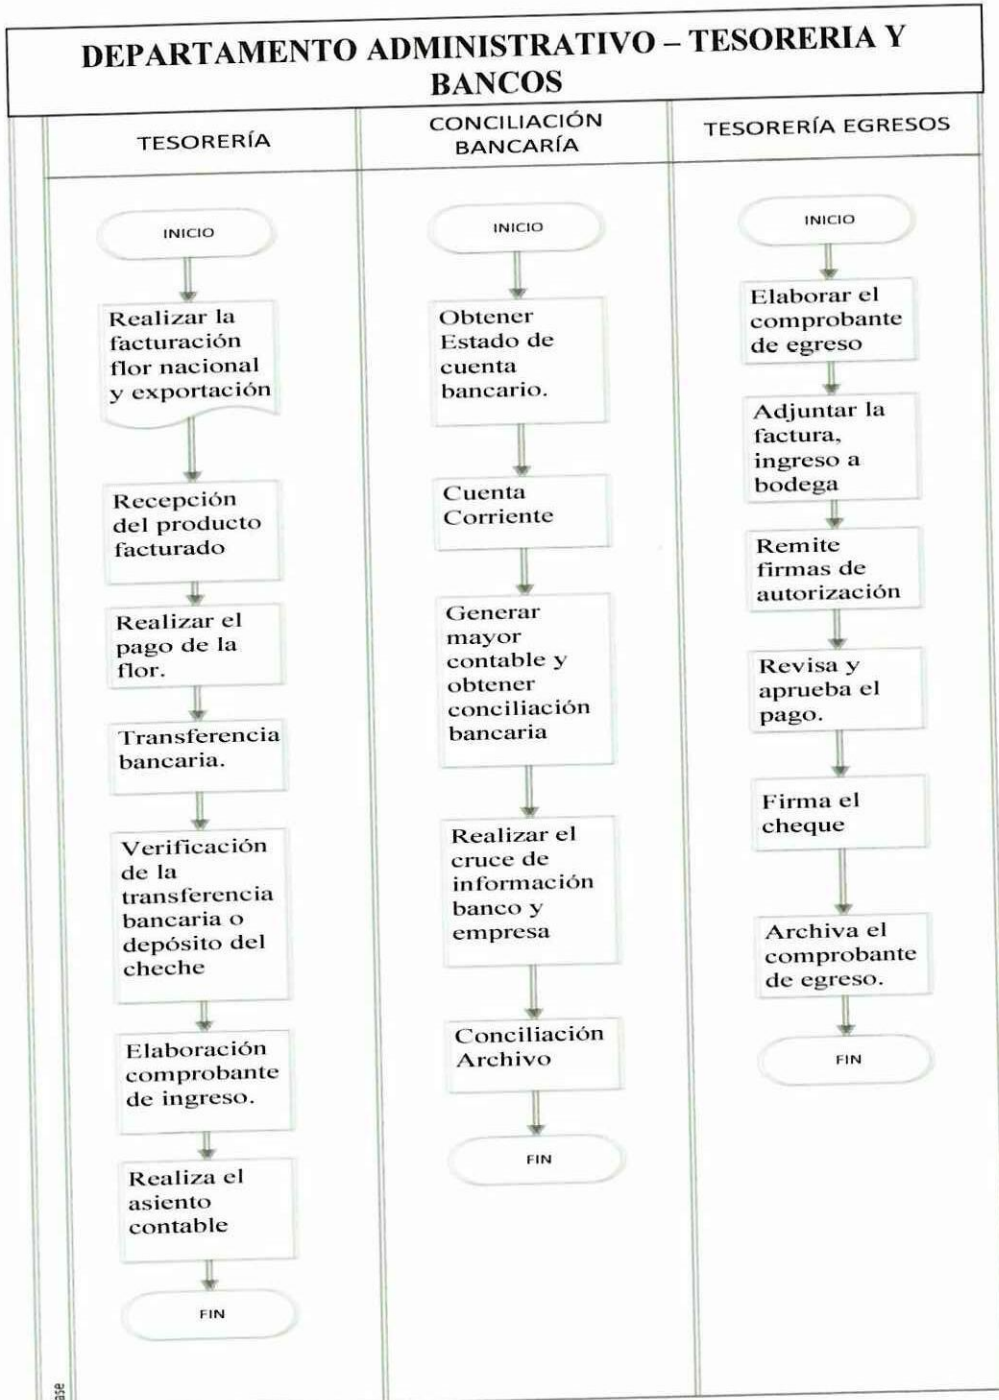 DEPARTAMENTO ADMINISTRATIVO – TESORERIA Y
BANCOS
TESORERÍA
INICIO
Realizar la
facturación
flor nacional
y exportación
Recepción
del producto
facturado
Realizar el
pago de la
flor.
Transferencia
bancaria.
Verificación
de la
transferencia
bancaria o
depósito del
cheche
Elaboración
comprobante
de ingreso.
Realiza el
asiento
contable
FIN
CONCILIACIÓN
BANCARÍA
INICIO
Obtener
Estado de
cuenta
bancario.
Cuenta
Corriente
Generar
mayor
contable y
obtener
conciliación
bancaria
Realizar el
cruce de
información
banco y
empresa
Conciliación
Archivo
FIN
TESORERÍA EGRESOS
INICIO
Elaborar el
comprobante
de egreso
Adjuntar la
factura,
ingreso a
bodega
Remite
firmas de
autorización
Revisa y
aprueba el
pago.
Firma el
cheque
Archiva el
comprobante
de egreso.
FIN